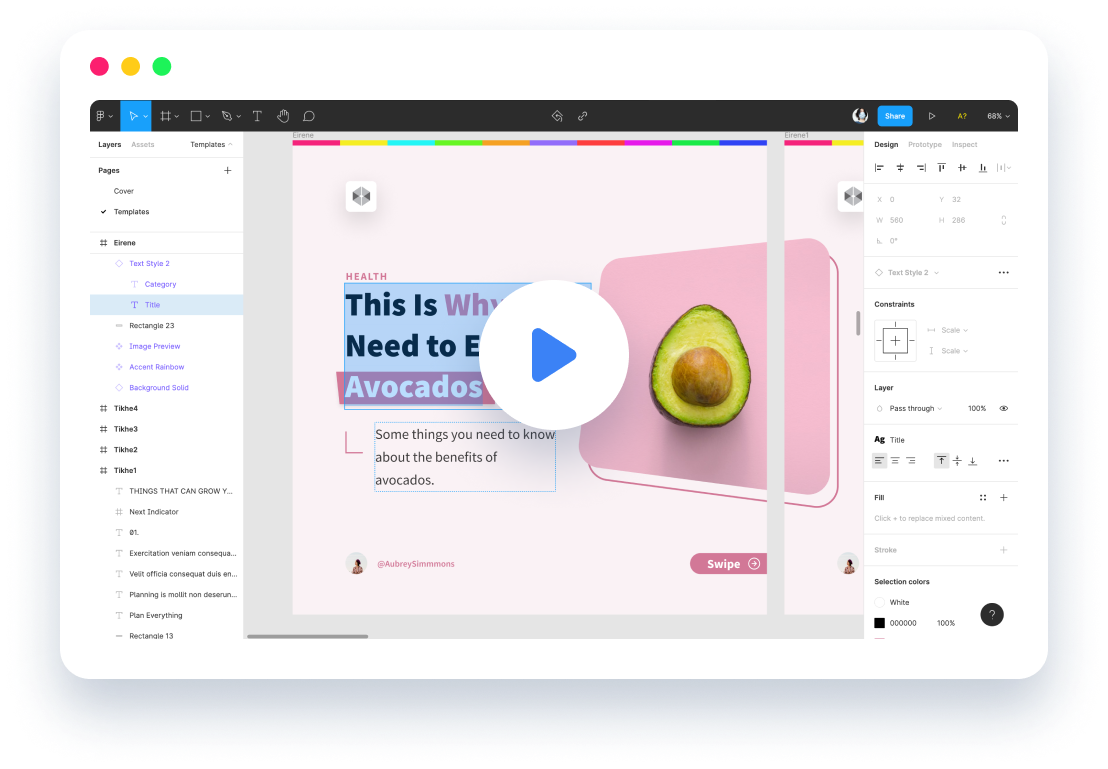 Share
A?
68%
Layers
Assets
Templates
Pages
Cover
Templates
Eirene
Text Style 2
Category
Title
Rectangle 23
Image Preview
Accent Rainbow
Background Solid
Tikhe4
Tikhe3
Tikhe2
Tikhe1
THINGS THAT CAN GROW Y...
Next Indicator
01.
Exercitation veniam consequa...
Velit officia consequat duis en...
Planning is mollit non deserun...
Plan Everything
Rectangle 13
Eirene
HEALTH
This Is Why
Need to E
Avocados
Some things you need to know
about the benefits of
avocados.
@AubreySimmmons
Swipe
Eirene1
Design
Prototype
Inspect
X 0
Y 32
W 560
H 286
0°
Text Style 2
Constraints
Scale
Scale
Layer
Pass through
100%
Ag Title
Fill
Click + to replace mixed content.
Stroke
Selection colors
White
000000
100%
?